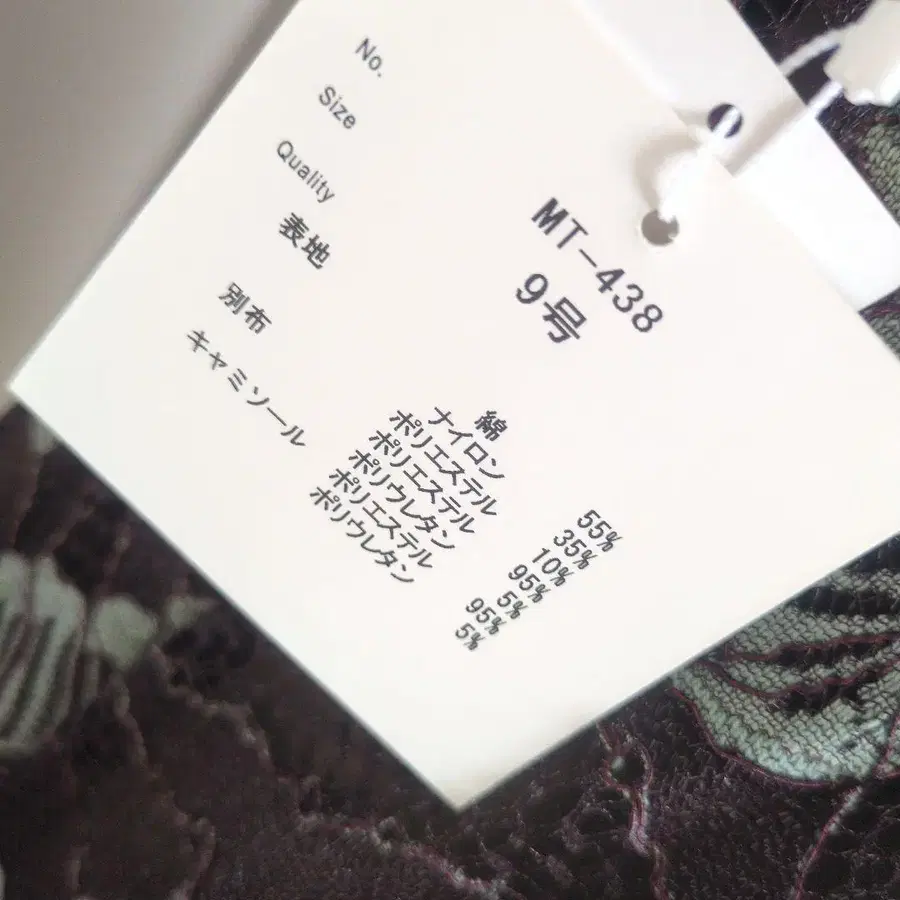 No. MT-438
Size 9号
Quality
表地 綿 55%
ナイロン 35%
ポリエステル 10%
別布 ポリエステル 95%
ポリウレタン 5%
キャミソール ポリエステル 95%
ポリウレタン 5%